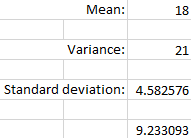 Mean: 18
Variance: 21
Standard deviation: 4.582576
9.233093